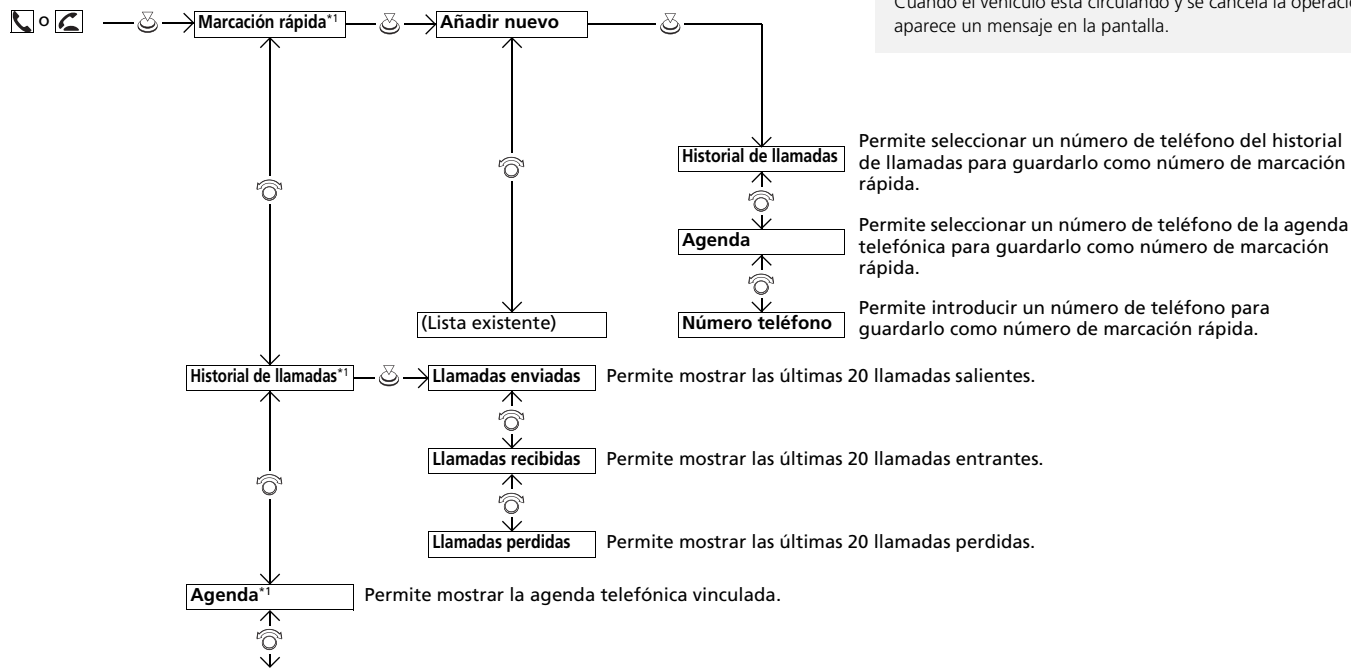 Cuando el vehículo está circulando y se cancela la
aparece un mensaje en la pantalla.
o
Marcación rápida*1
Añadir nuevo
Historial de llamadas
Permite seleccionar un número de teléfono del historial
de llamadas para guardarlo como número de marcación
rápida.
Agenda
Permite seleccionar un número de teléfono de la agenda
telefónica para guardarlo como número de marcación
rápida.
(Lista existente)
Número teléfono
Permite introducir un número de teléfono para
guardarlo como número de marcación rápida.
Historial de llamadas*1
Llamadas enviadas
Permite mostrar las últimas 20 llamadas salientes.
Llamadas recibidas
Permite mostrar las últimas 20 llamadas entrantes.
Llamadas perdidas
Permite mostrar las últimas 20 llamadas perdidas.
Agenda*1
Permite mostrar la agenda telefónica vinculada.